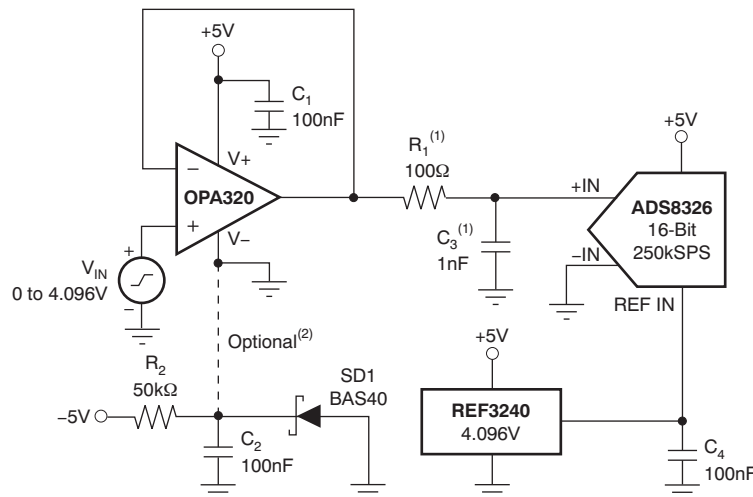 +5V
C1
100nF
V+
−
OPA320
+
V−
R1(1)
100Ω
+5V
+IN
ADS8326
16-Bit
250kSPS
−IN
REF IN
C3(1)
1nF
+
VIN
0 to 4.096V
−
Optional(2)
R2
50kΩ
−5V
SD1
BAS40
C2
100nF
+5V
REF3240
4.096V
C4
100nF